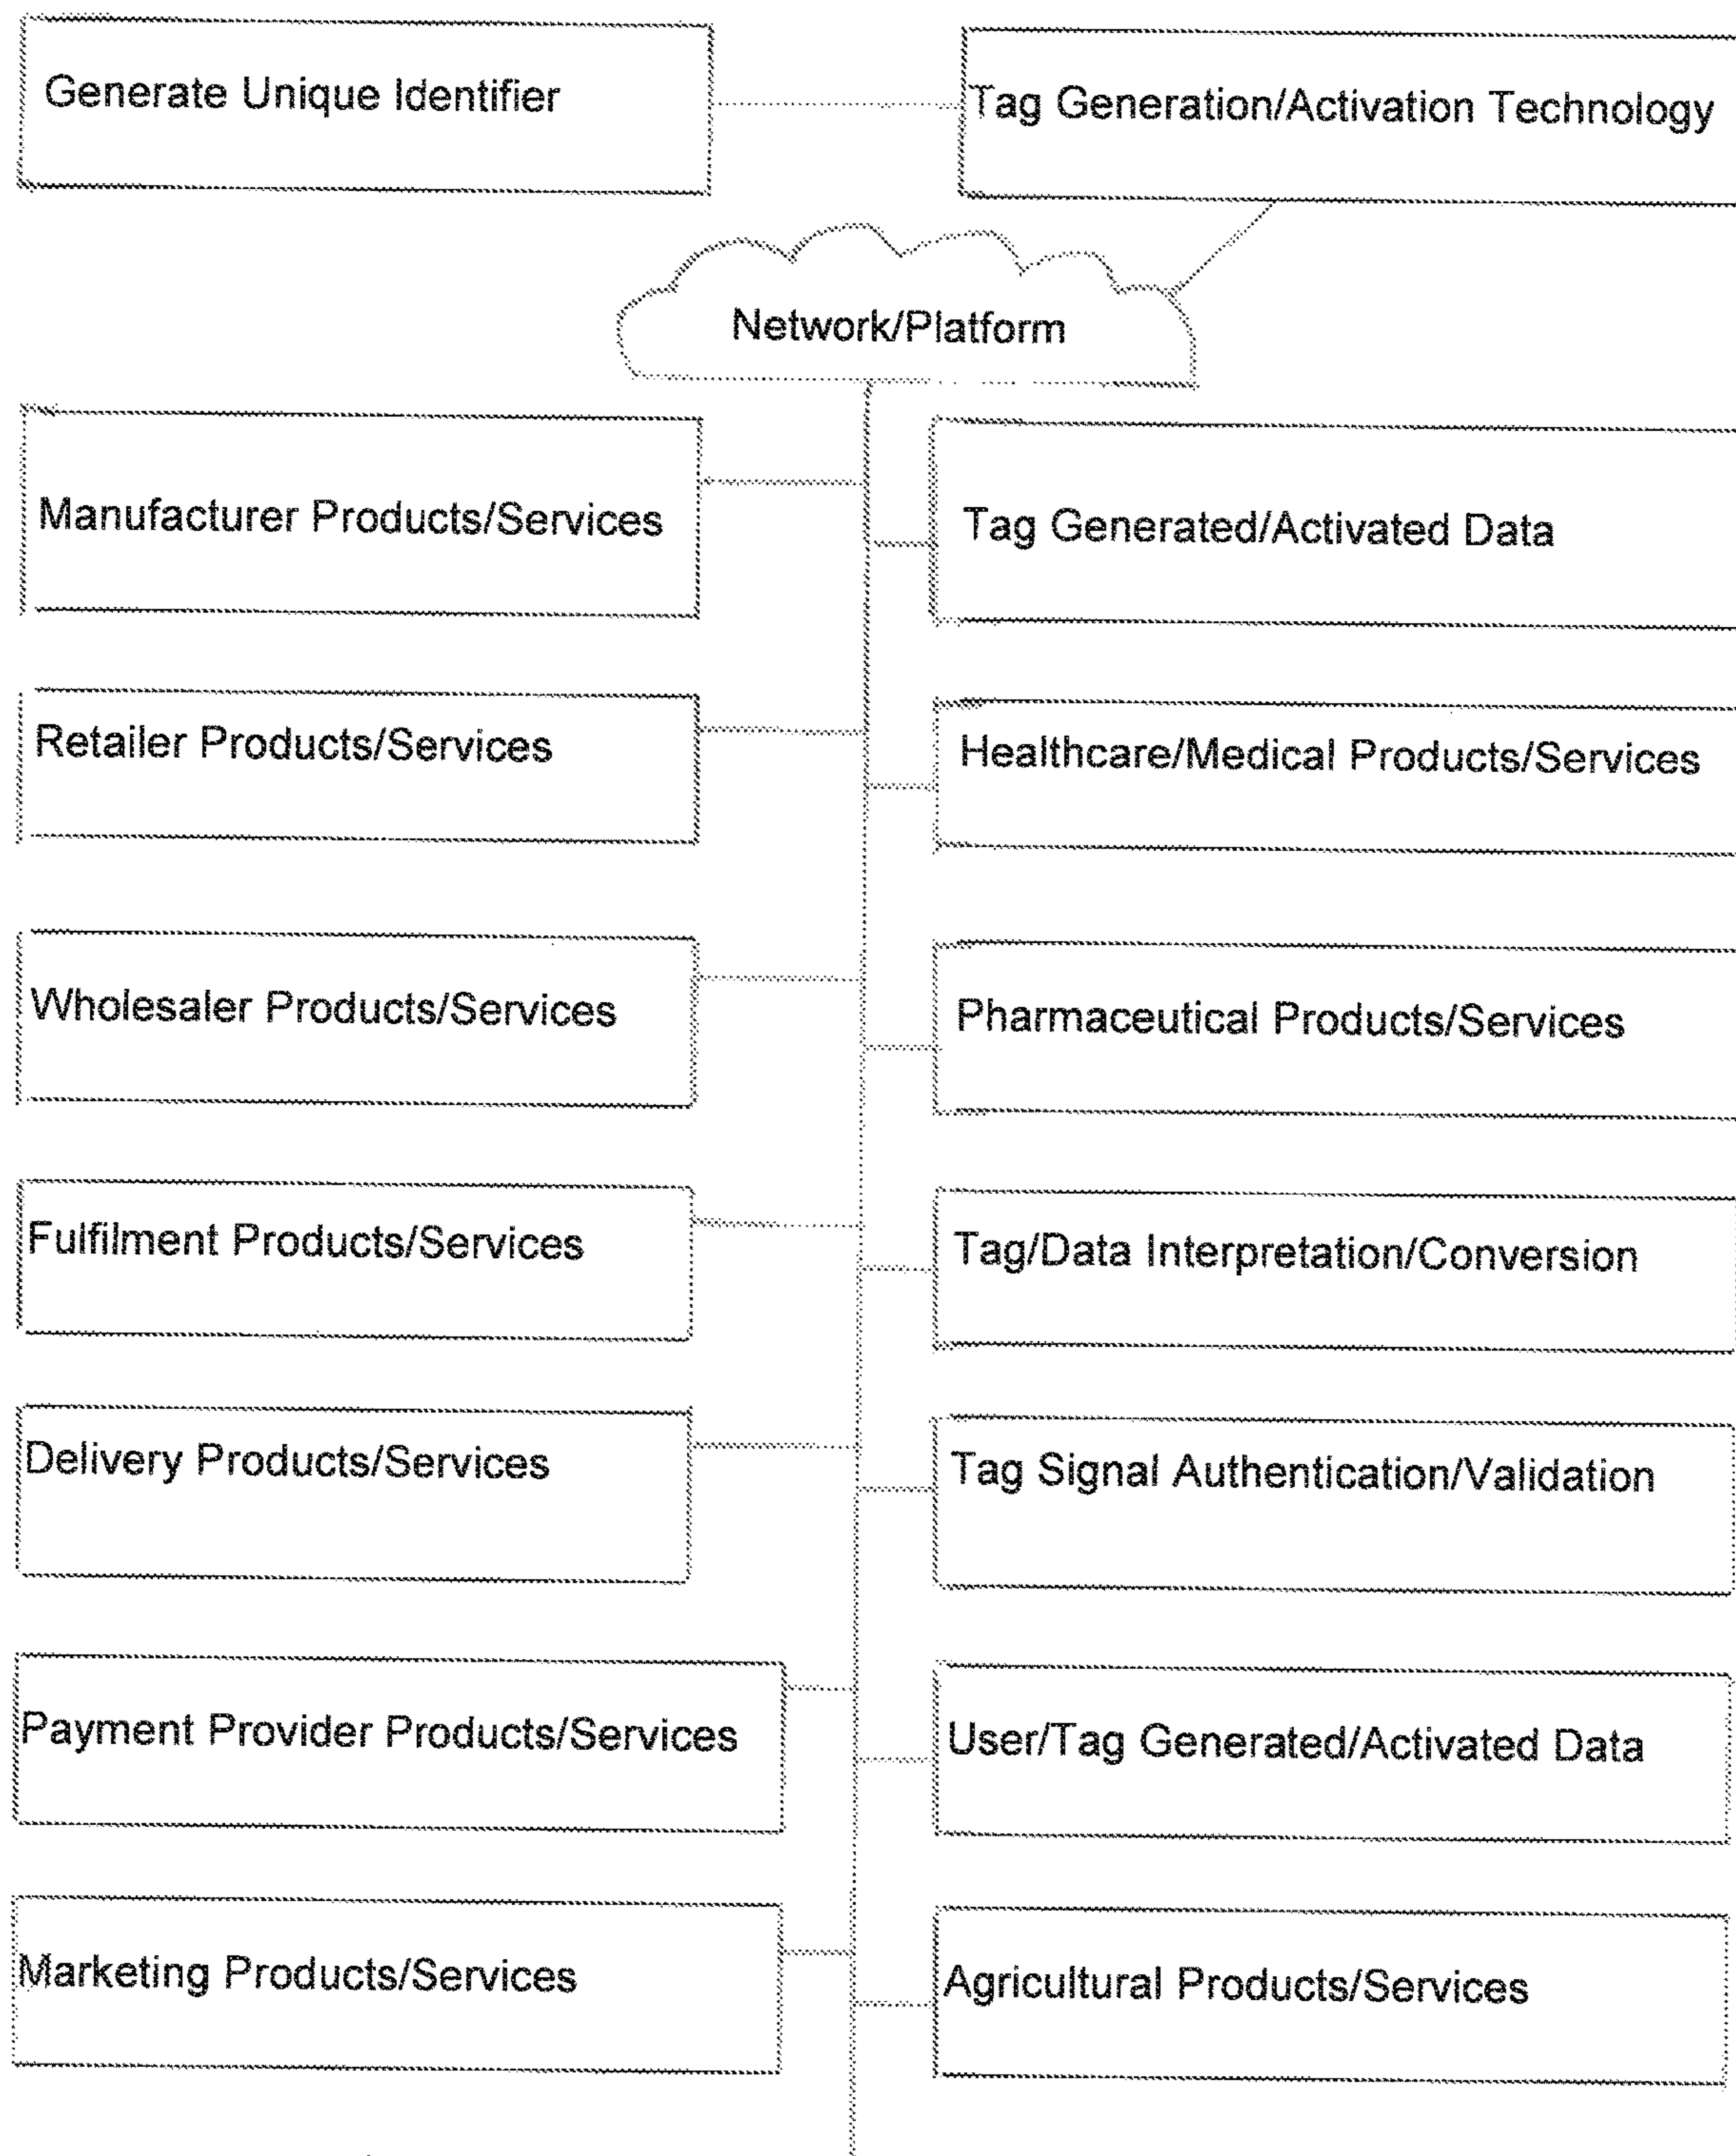 Generate Unique Identifier
Tag Generation/Activation Technology
Network/Platform
Manufacturer Products/Services
Tag Generated/Activated Data
Retailer Products/Services
Healthcare/Medical Products/Services
Wholesaler Products/Services
Pharmaceutical Products/Services
Fulfilment Products/Services
Tag/Data Interpretation/Conversion
Delivery Products/Services
Tag Signal Authentication/Validation
Payment Provider Products/Services
User/Tag Generated/Activated Data
Marketing Products/Services
Agricultural Products/Services